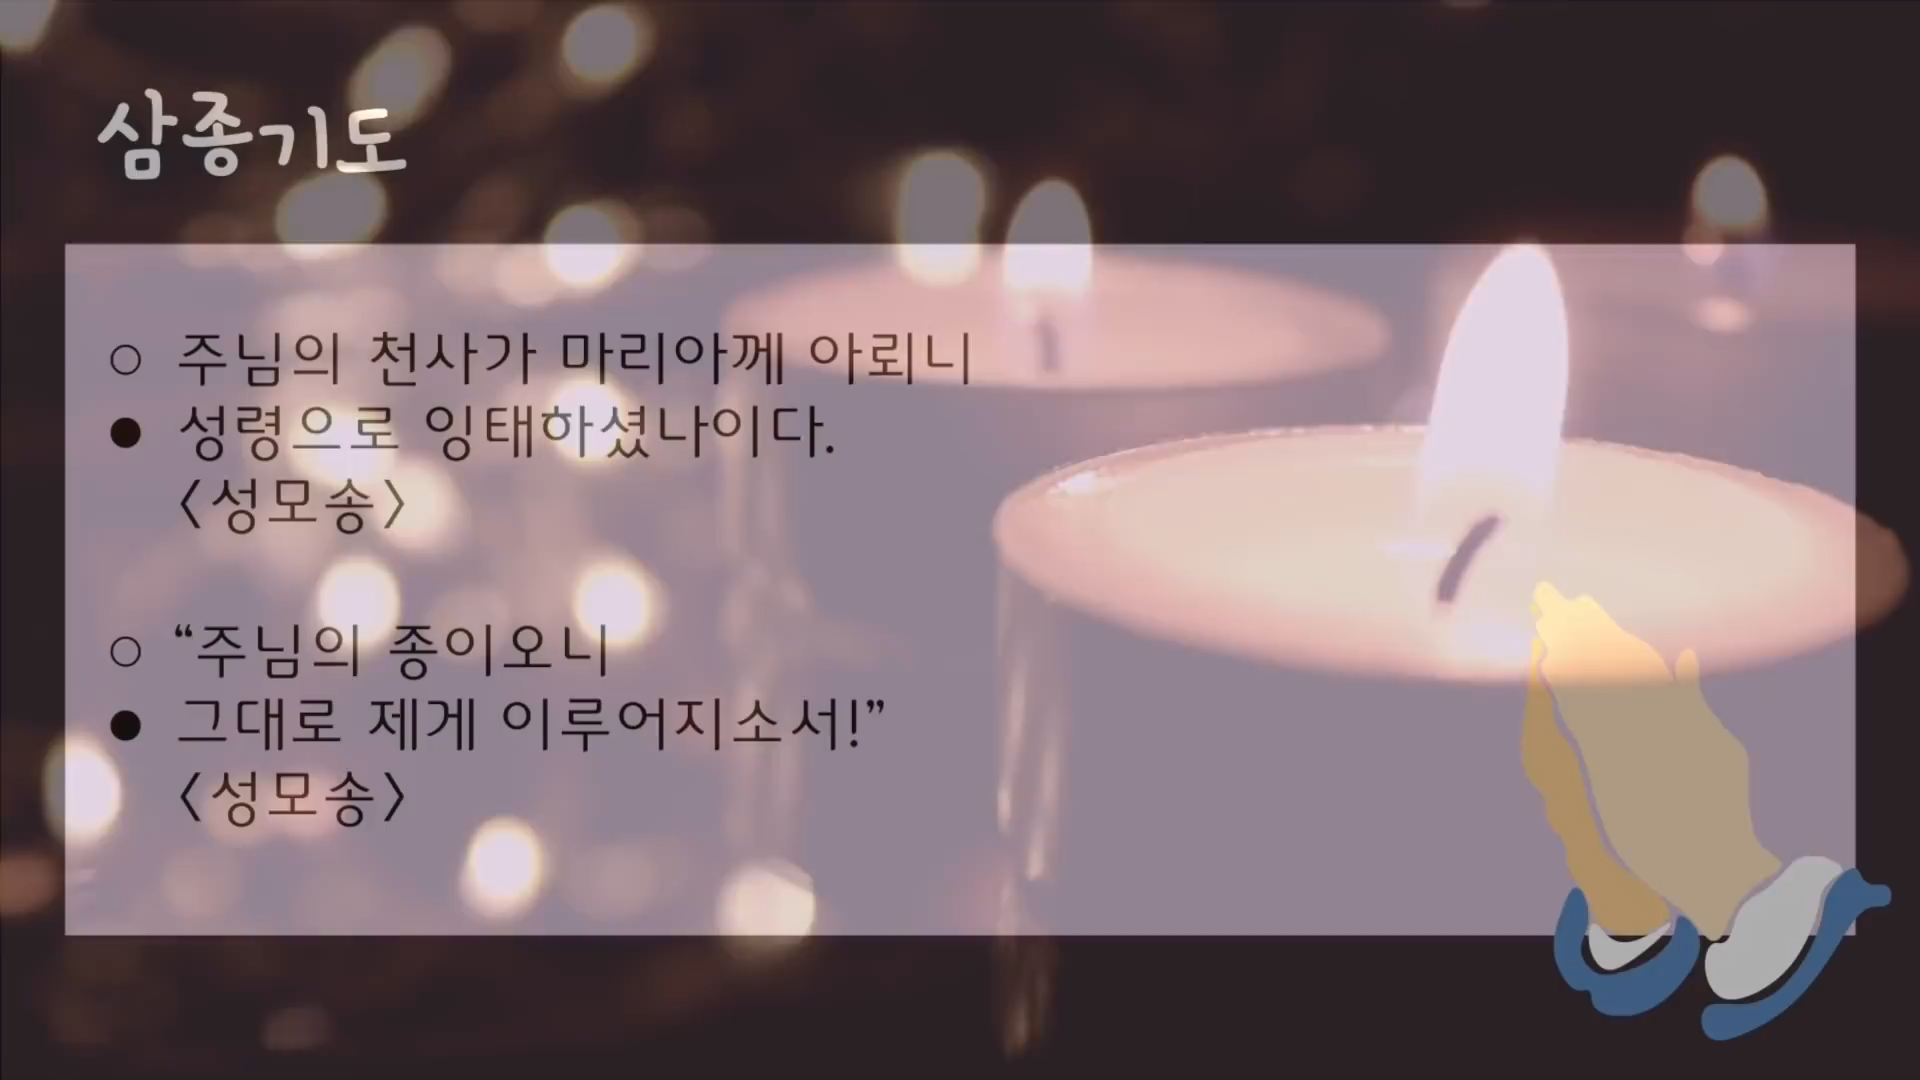 삼종기도
○ 주님의 천사가 마리아께 아뢰니
● 성령으로 잉태하셨나이다.
〈성모송〉
○ “주님의 종이오니
● 그대로 제게 이루어지소서!”
〈성모송〉